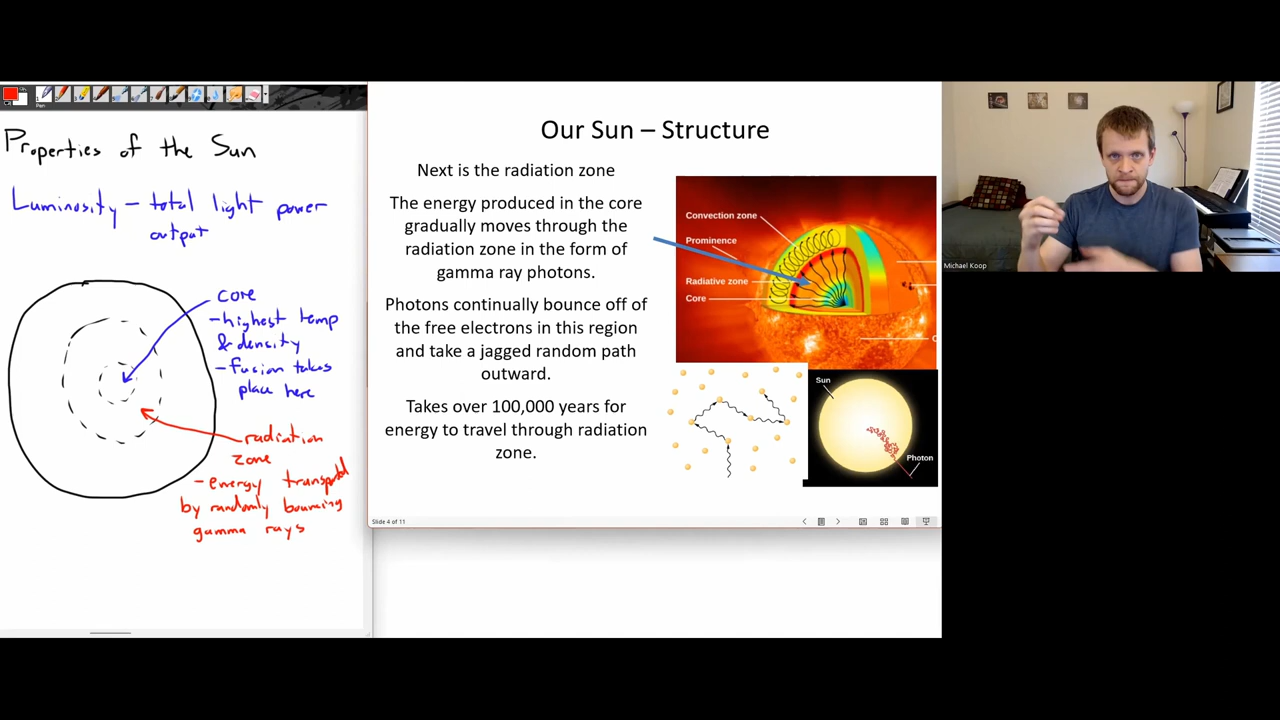 Properties of the Sun
Luminosity – total light power
output
core
- highest temp
& density
- fusion takes
place here
radiation
zone
- energy transported
by randomly bouncing
gamma rays
Our Sun – Structure
Next is the radiation zone
The energy produced in the core
gradually moves through the
radiation zone in the form of
gamma ray photons.
Photons continually bounce off of
the free electrons in this region
and take a jagged random path
outward.
Takes over 100,000 years for
energy to travel through radiation
zone.
Convection zone
Prominence
Radiative zone
Core
Sun
Photon
Slide 4 of 11
Michael Koop